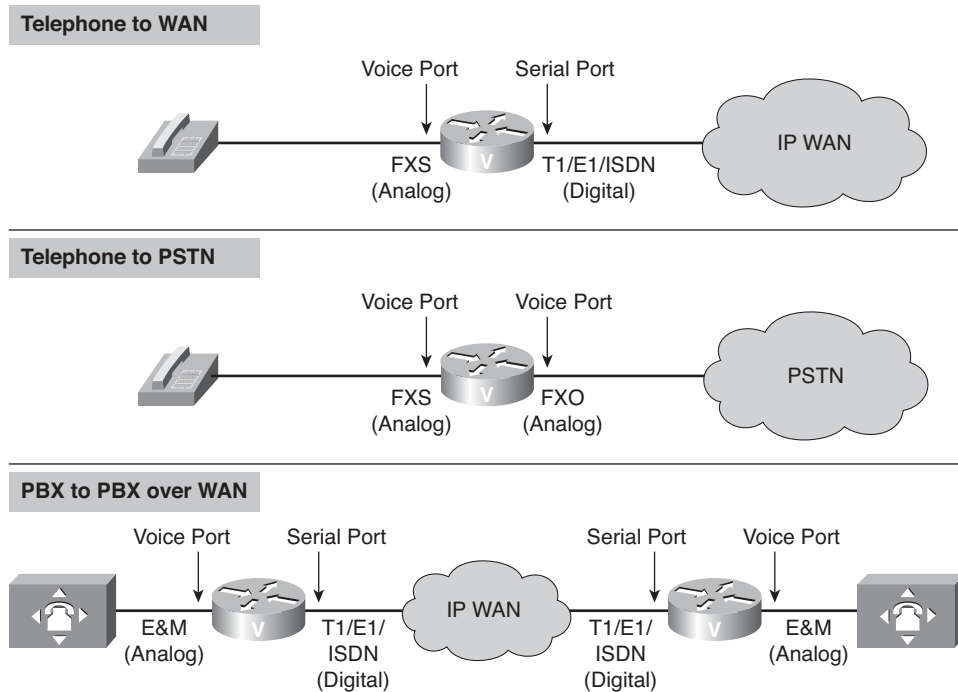 Telephone to WAN
Voice Port
Serial Port
FXS
(Analog)
V
T1/E1/ISDN
(Digital)
IP WAN
Telephone to PSTN
Voice Port
Voice Port
FXS
(Analog)
V
FXO
(Analog)
PSTN
PBX to PBX over WAN
Voice Port
Serial Port
Serial Port
Voice Port
E&M
(Analog)
V
T1/E1/
ISDN
(Digital)
IP WAN
T1/E1/
ISDN
(Digital)
V
E&M
(Analog)